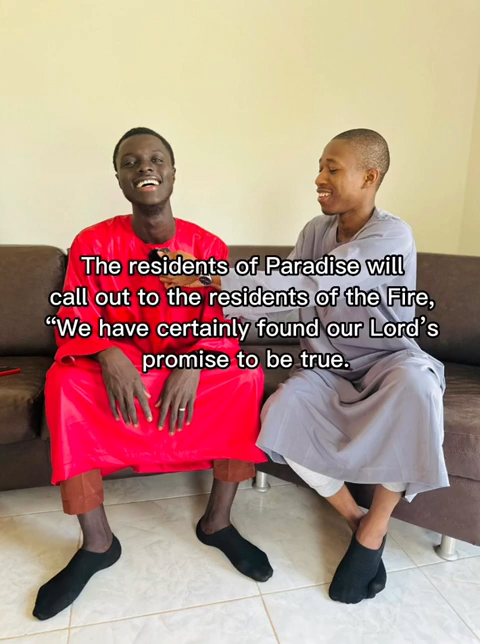 The residents of Paradise will
call out to the residents of the Fire,
“We have certainly found our Lord’s
promise to be true.